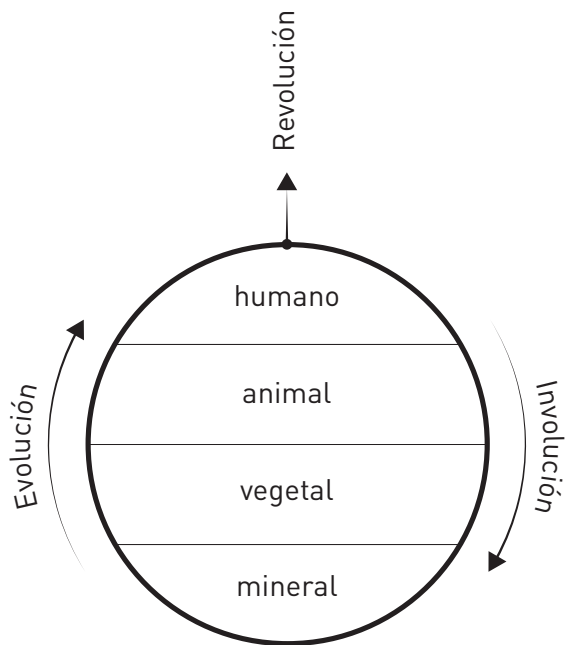 Revolución
humano
animal
Evolución
Involución
vegetal
mineral